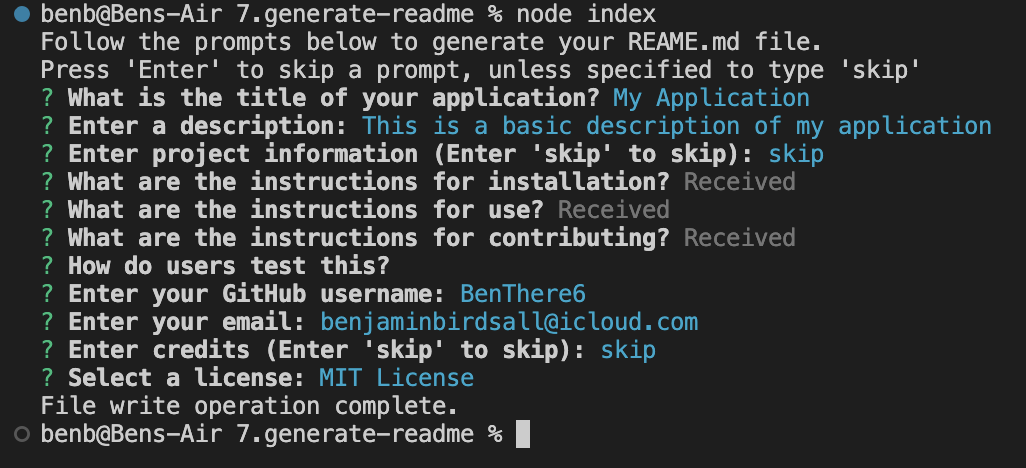 benb@Bens-Air 7.generate-readme % node index
Follow the prompts below to generate your REAME.md file.
Press 'Enter' to skip a prompt, unless specified to type 'skip'
? What is the title of your application? My Application
? Enter a description: This is a basic description of my application
? Enter project information (Enter 'skip' to skip): skip
? What are the instructions for installation? Received
? What are the instructions for use? Received
? What are the instructions for contributing? Received
? How do users test this?
? Enter your GitHub username: BenThere6
? Enter your email: benjaminbirdsall@icloud.com
? Enter credits (Enter 'skip' to skip): skip
? Select a license: MIT License
File write operation complete.
benb@Bens-Air 7.generate-readme %